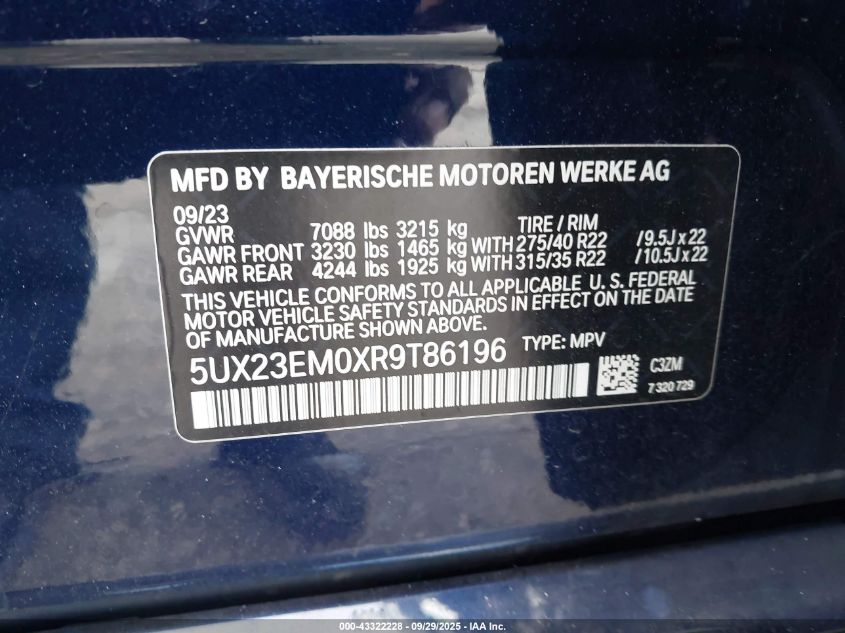 MFD BY BAYERISCHE MOTOREN WERKE AG
09/23 TIRE / RIM
GVWR 7088 lbs 3215 kg
GAWR FRONT 3230 lbs 1465 kg WITH 275/40 R22 /9.5J x 22
GAWR REAR 4244 lbs 1925 kg WITH 315/35 R22 /10.5J x 22
THIS VEHICLE CONFORMS TO ALL APPLICABLE U. S. FEDERAL
MOTOR VEHICLE SAFETY STANDARDS IN EFFECT ON THE DATE
OF MANUFACTURE SHOWN ABOVE.
5UX23EM0XR9T86196 TYPE: MPV
C3ZM
7 320 729
000-43322228 - 09/29/2025 - IAA Inc.